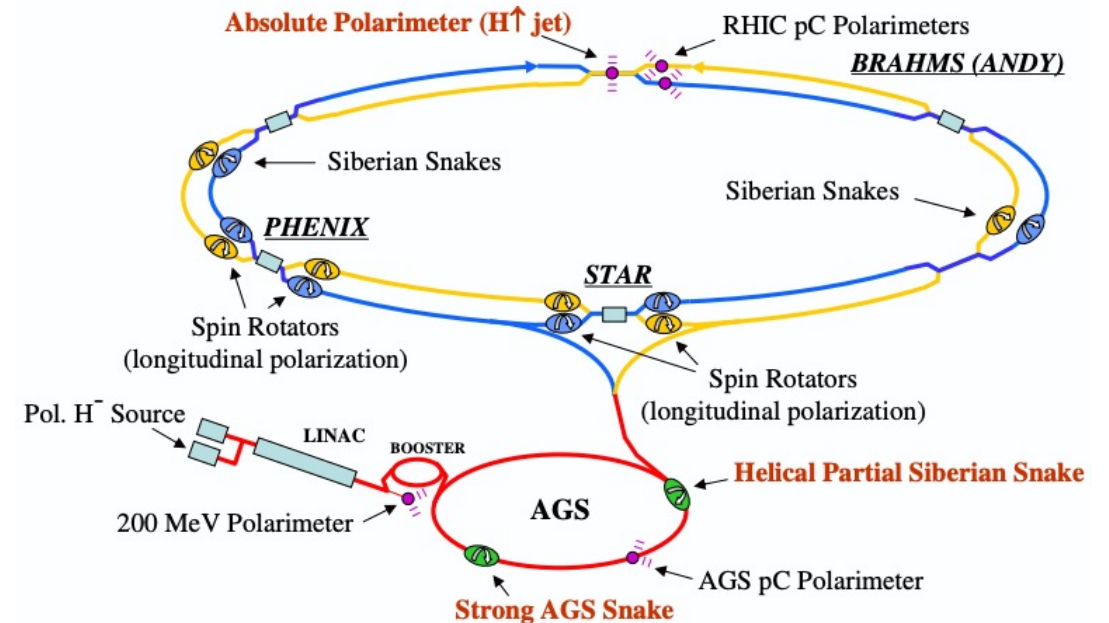 Absolute Polarimeter (H↑ jet)
RHIC pC Polarimeters
BRAHMS (ANDY)
Siberian Snakes
Siberian Snakes
PHENIX
STAR
Spin Rotators
(longitudinal polarization)
Spin Rotators
(longitudinal polarization)
Pol. H⁻ Source
LINAC
BOOSTER
Helical Partial Siberian Snake
AGS
200 MeV Polarimeter
AGS pC Polarimeter
Strong AGS Snake